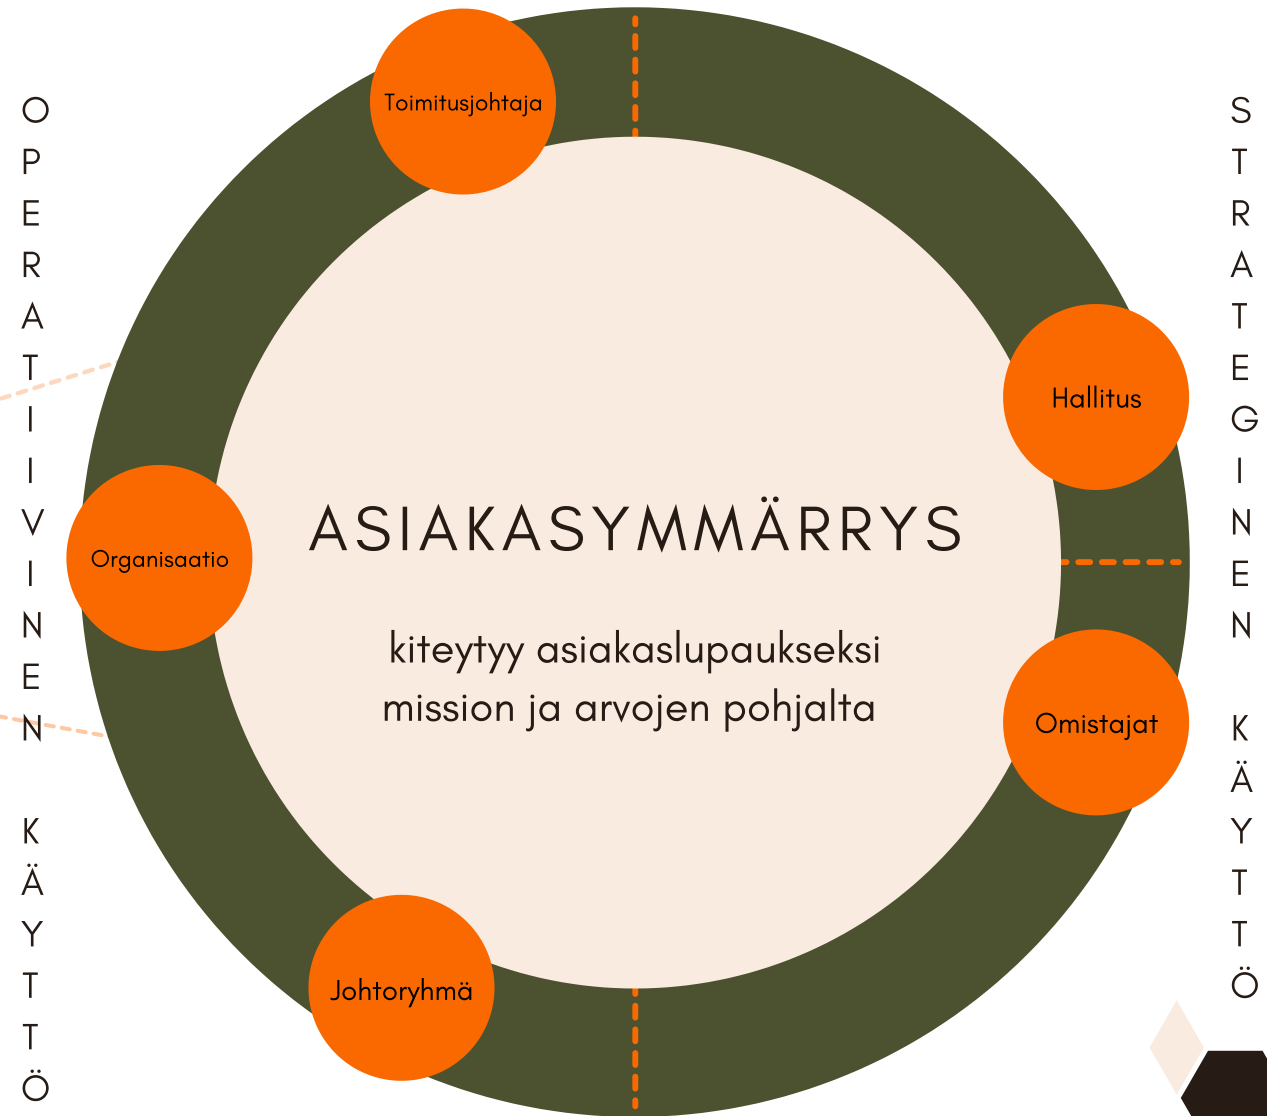 OPERATIIVINEN KÄYTTÖ
Toimitusjohtaja
Hallitus
ASIAKASYMMÄRRYS
Organisaatio
kiteytyy asiakaslupaukseksi
mission ja arvojen pohjalta
Omistajat
Johtoryhmä
STRATEGINEN KÄYTTÖ